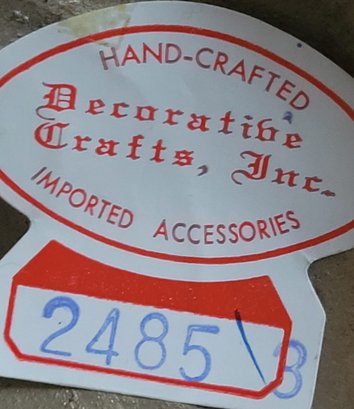 HAND-CRAFTED
Decorative
Crafts, Inc.
IMPORTED ACCESSORIES
2485\3